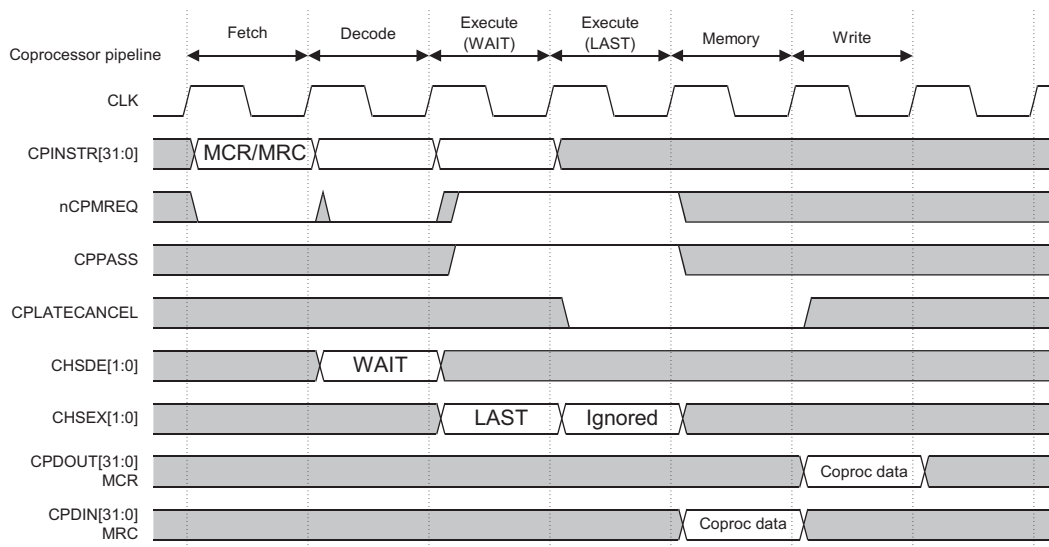 Coprocessor pipeline
Fetch
Decode
Execute
(WAIT)
Execute
(LAST)
Memory
Write
CLK
CPINSTR[31:0]
MCR/MRC
nCPMREQ
CPPASS
CPLATECANCEL
CHSDE[1:0]
WAIT
CHSEX[1:0]
LAST
Ignored
CPDOUT[31:0]
MCR
Coproc data
CPDIN[31:0]
MRC
Coproc data